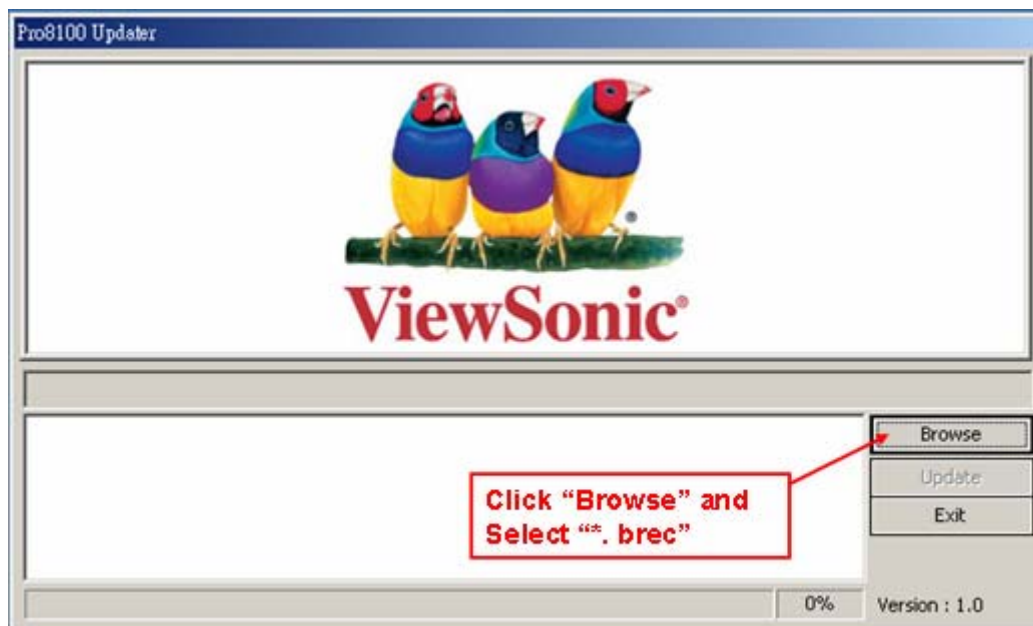 Pro8100 Updater
®
ViewSonic®
Browse
Update
Exit
Click “Browse” and
Select “*. brec”
0%
Version : 1.0